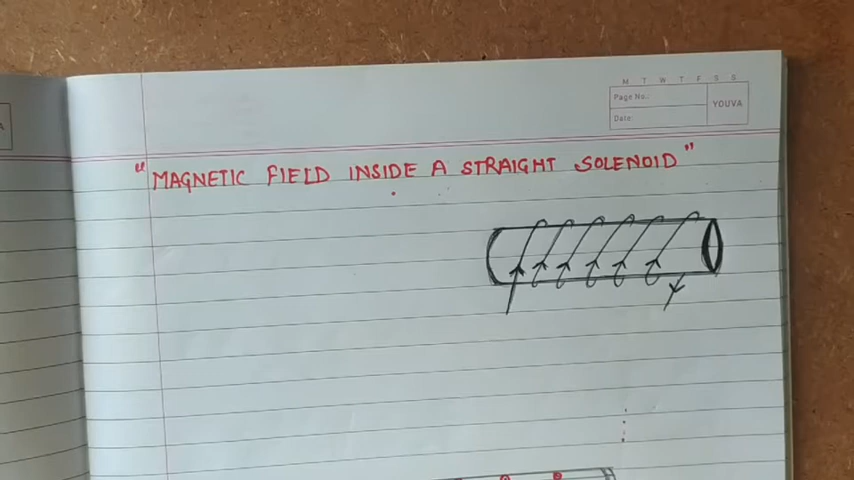 M T W T F S S
Page No.:
YOUVA
Date:
"MAGNETIC FIELD INSIDE A STRAIGHT SOLENOID"